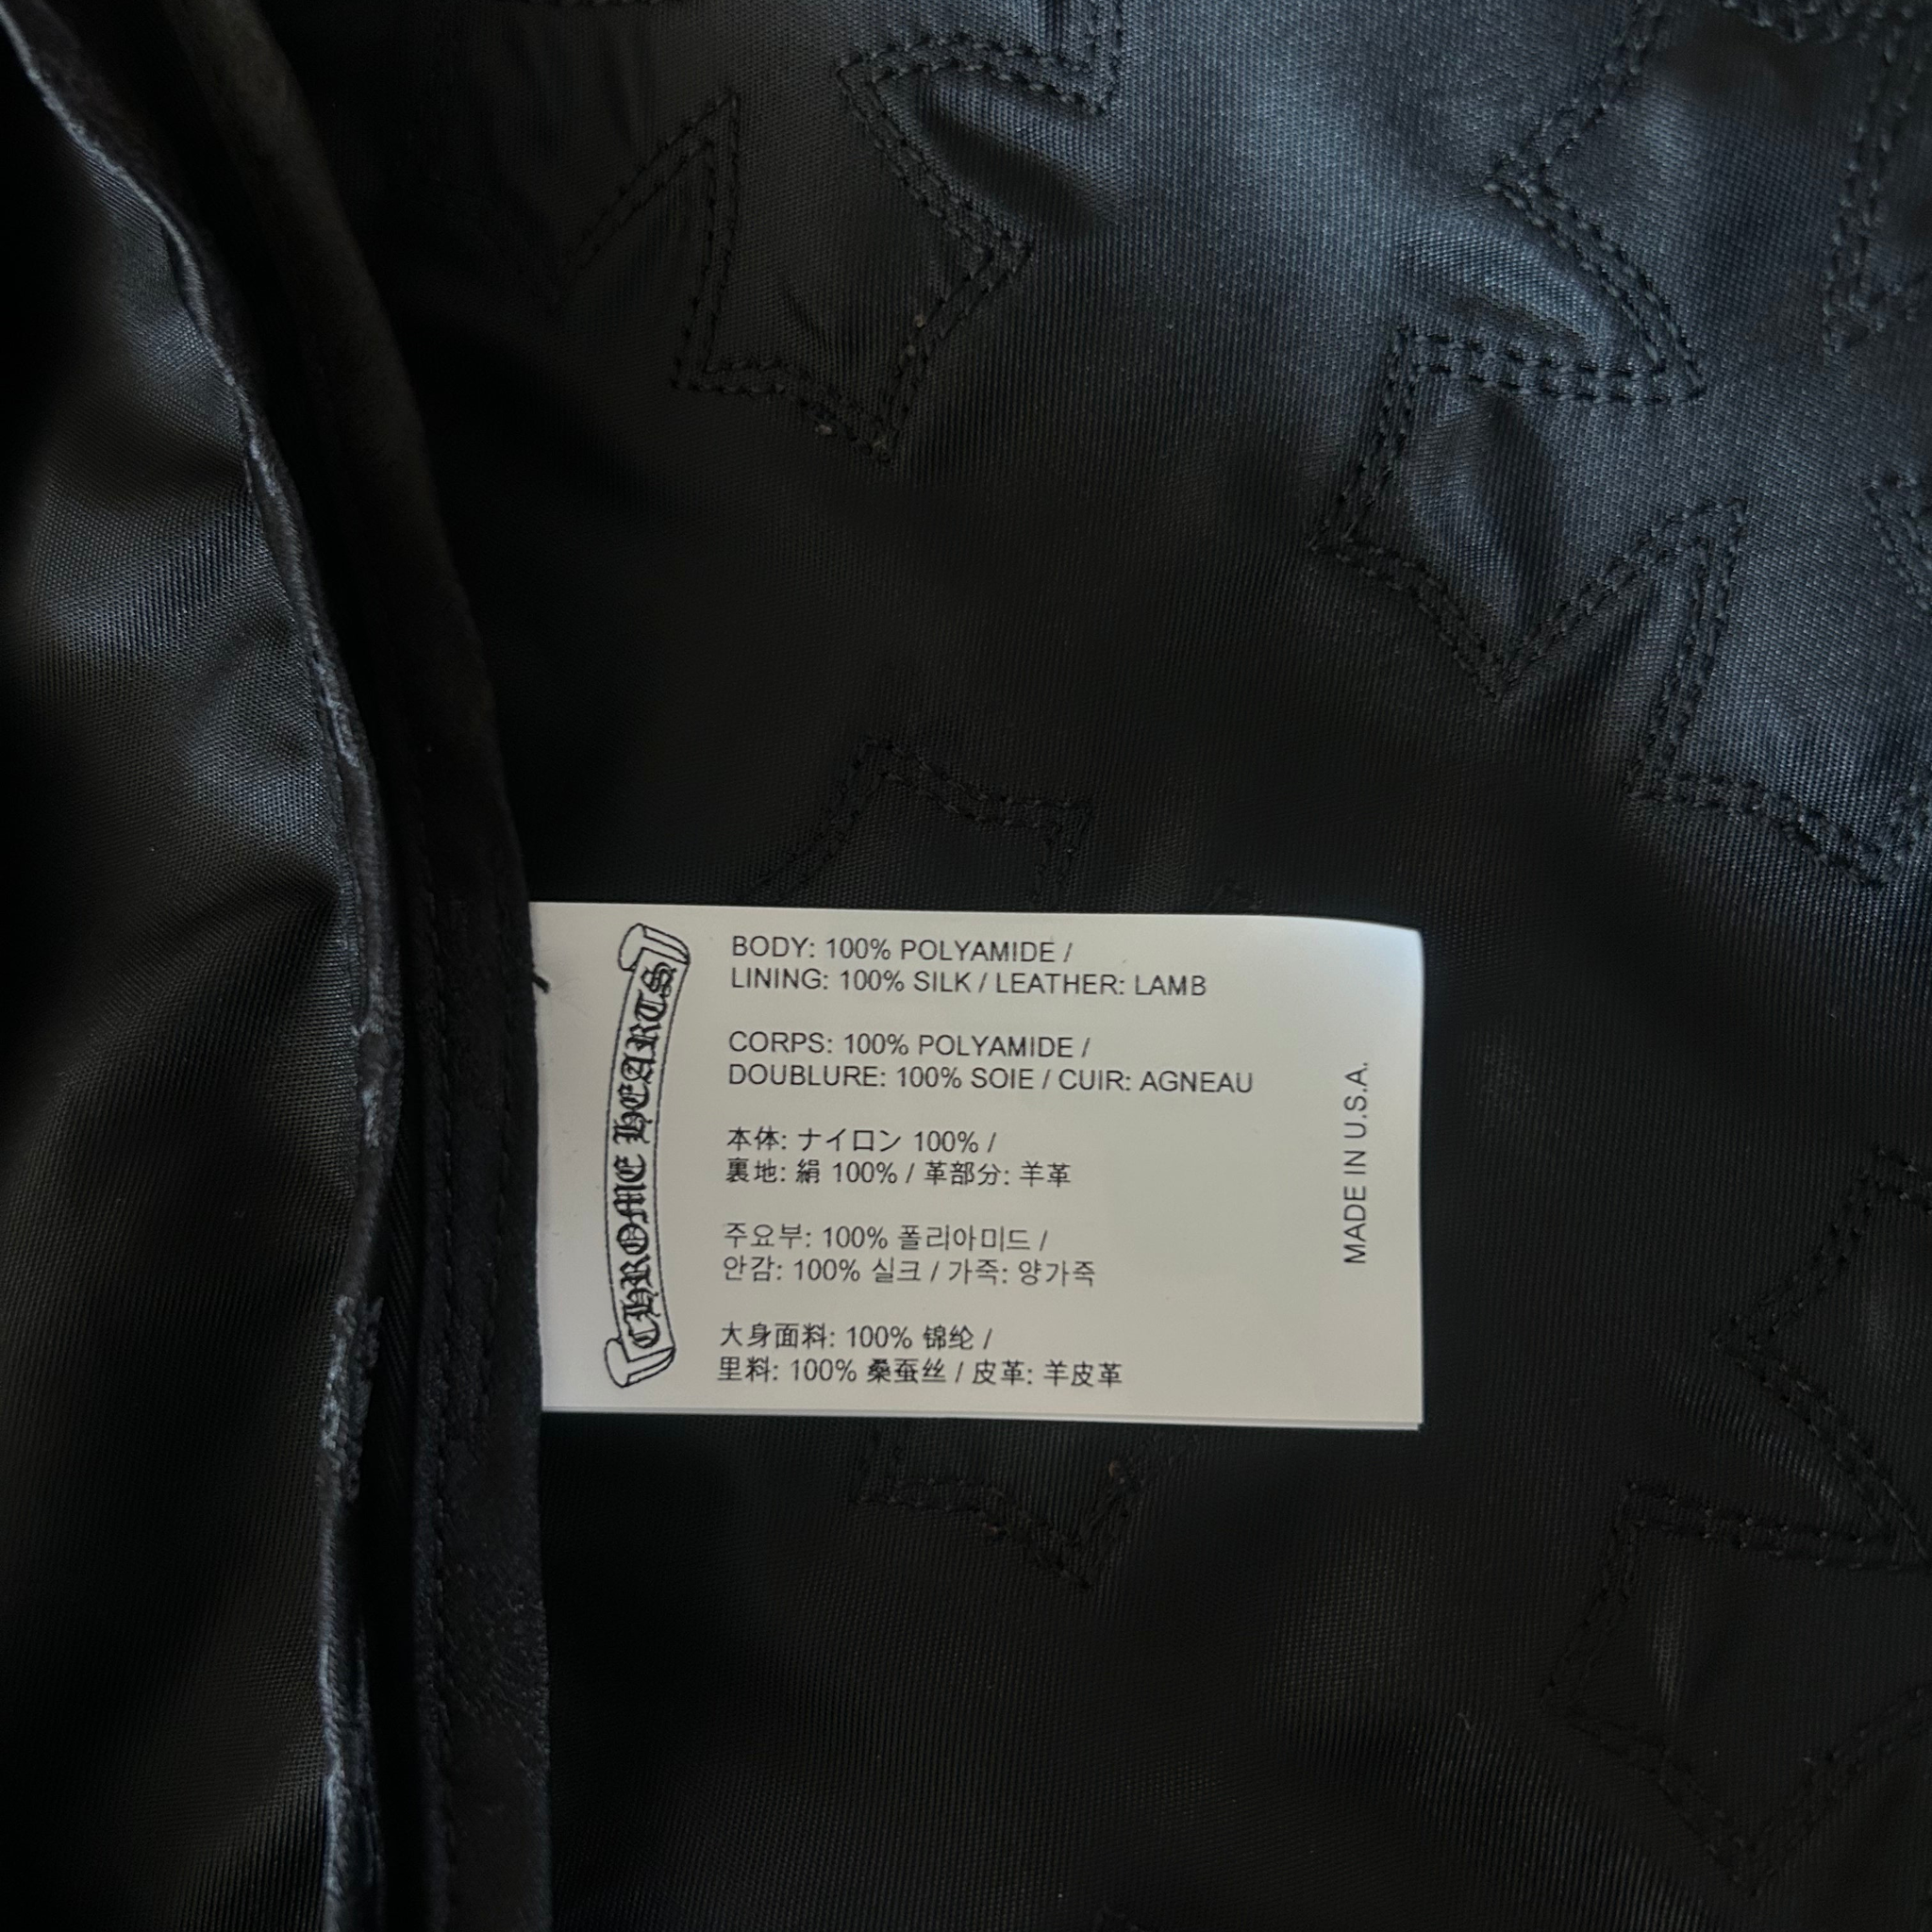 CHROME HEARTS
BODY: 100% POLYAMIDE /
LINING: 100% SILK / LEATHER: LAMB
CORPS: 100% POLYAMIDE /
DOUBLURE: 100% SOIE / CUIR: AGNEAU
本体: ナイロン 100% /
裏地: 絹 100% / 革部分: 羊革
주요부: 100% 폴리아미드 /
안감: 100% 실크 / 가죽: 양가죽
大身面料: 100% 锦纶 /
里料: 100% 桑蚕丝 / 皮革: 羊皮革
MADE IN U.S.A.